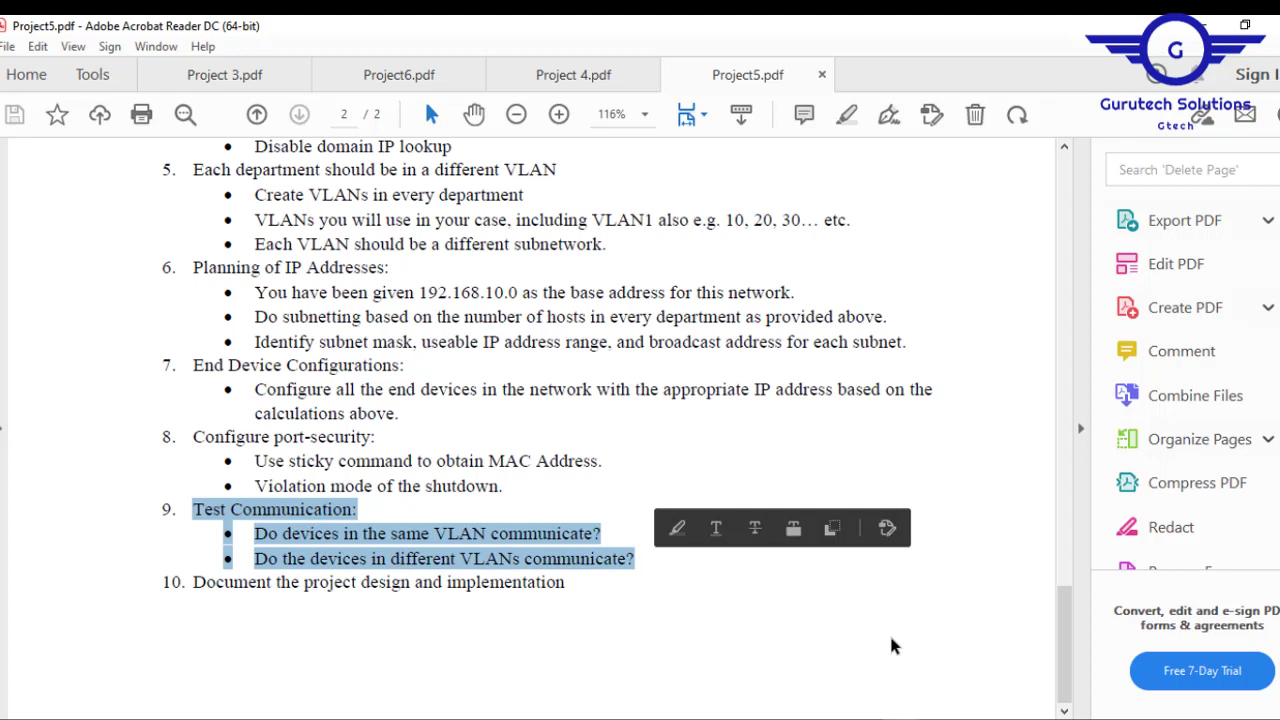 Project5.pdf - Adobe Acrobat Reader DC (64-bit)
File Edit View Sign Window Help
Home Tools Project 3.pdf Project6.pdf Project 4.pdf Project5.pdf × Sign I
2 / 2 116%
G
Gurutech Solutions
Gtech
• Disable domain IP lookup
5. Each department should be in a different VLAN
• Create VLANs in every department
• VLANs you will use in your case, including VLAN1 also e.g. 10, 20, 30… etc.
• Each VLAN should be a different subnetwork.
6. Planning of IP Addresses:
• You have been given 192.168.10.0 as the base address for this network.
• Do subnetting based on the number of hosts in every department as provided above.
• Identify subnet mask, useable IP address range, and broadcast address for each subnet.
7. End Device Configurations:
• Configure all the end devices in the network with the appropriate IP address based on the
calculations above.
8. Configure port-security:
• Use sticky command to obtain MAC Address.
• Violation mode of the shutdown.
9. Test Communication:
• Do devices in the same VLAN communicate?
• Do the devices in different VLANs communicate?
10. Document the project design and implementation
Search 'Delete Page'
Export PDF
Edit PDF
Create PDF
Comment
Combine Files
Organize Pages
Compress PDF
Redact
Convert, edit and e-sign PD
forms & agreements
Free 7-Day Trial